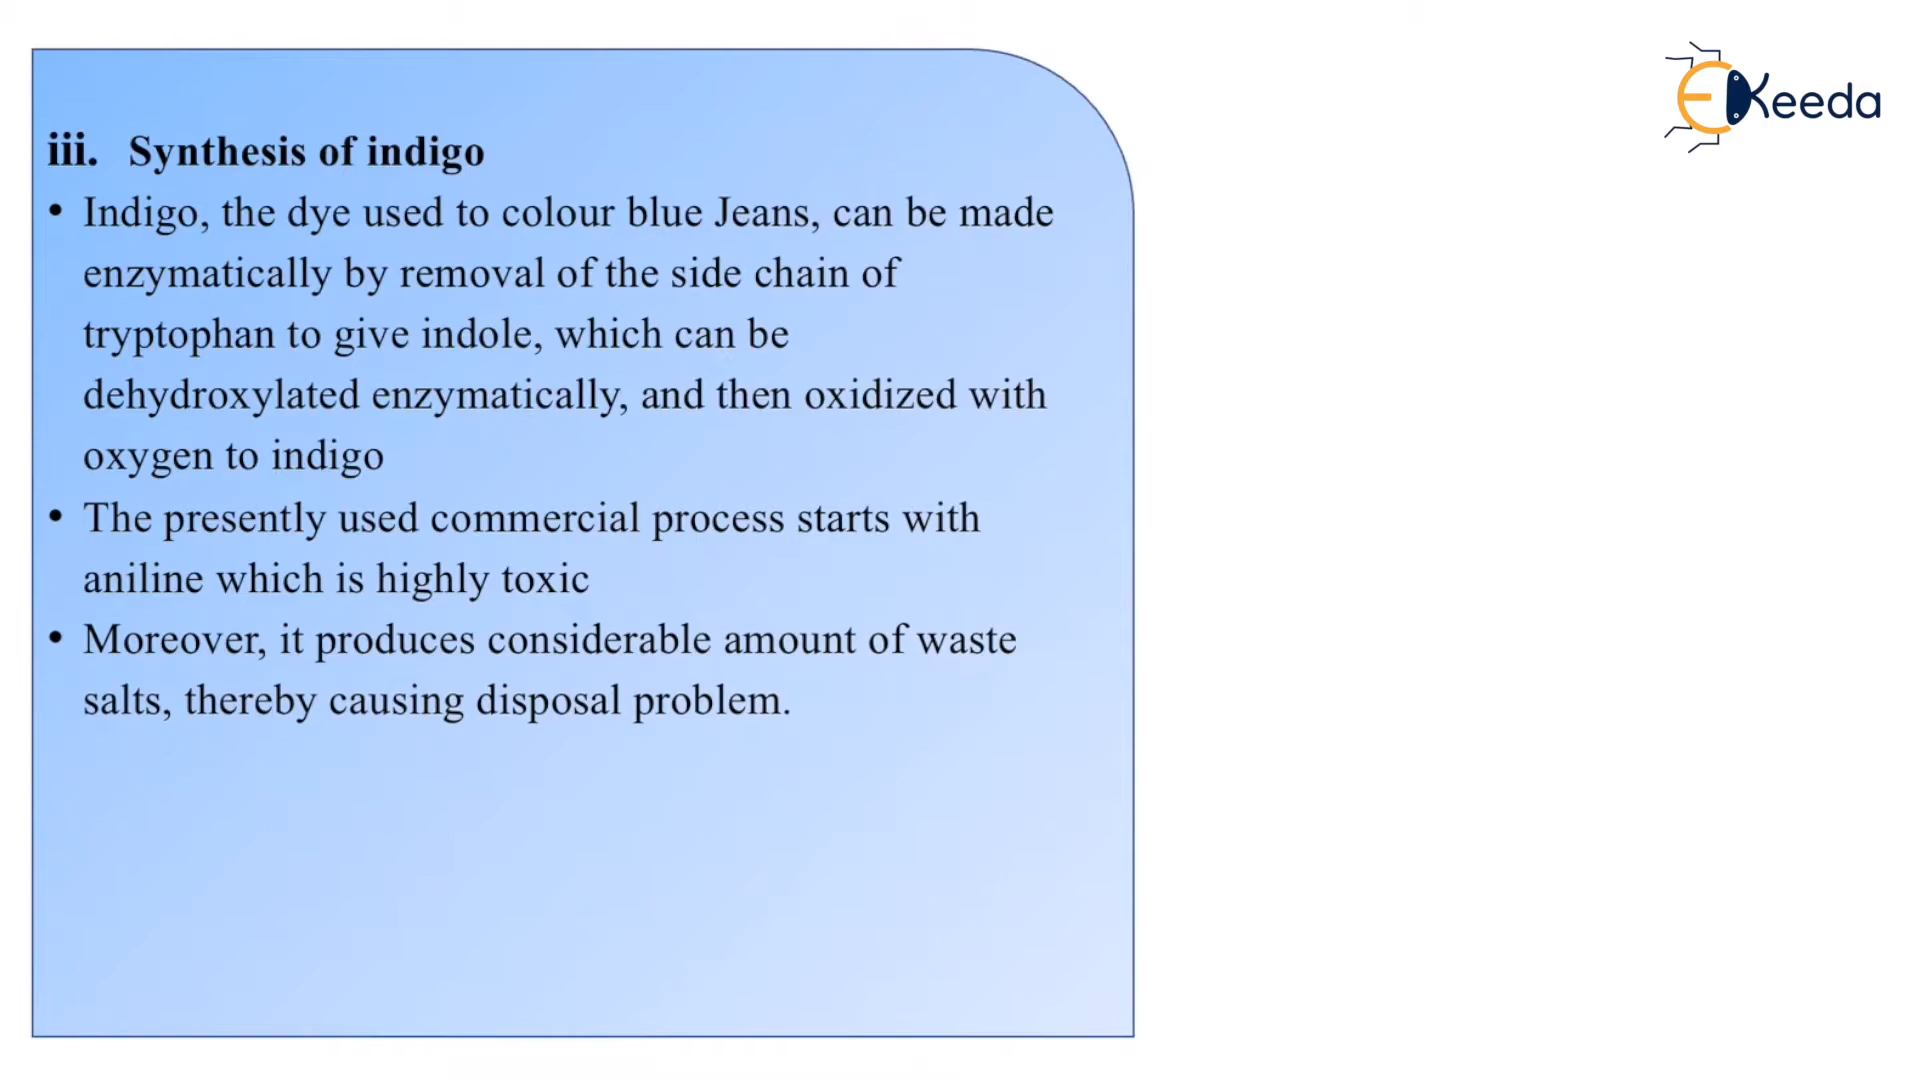 iii. Synthesis of indigo
• Indigo, the dye used to colour blue Jeans, can be made
enzymatically by removal of the side chain of
tryptophan to give indole, which can be
dehydroxylated enzymatically, and then oxidized with
oxygen to indigo
• The presently used commercial process starts with
aniline which is highly toxic
• Moreover, it produces considerable amount of waste
salts, thereby causing disposal problem.
EKeeda